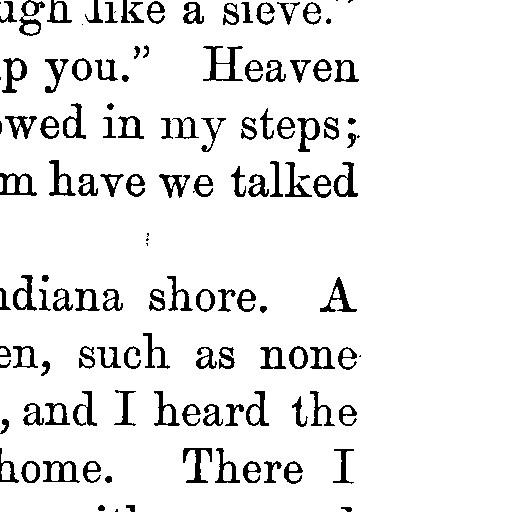 ugh like a sieve."
p you." Heaven
owed in my steps;
m have we talked
ndiana shore. A
en, such as none
, and I heard the
home. There I